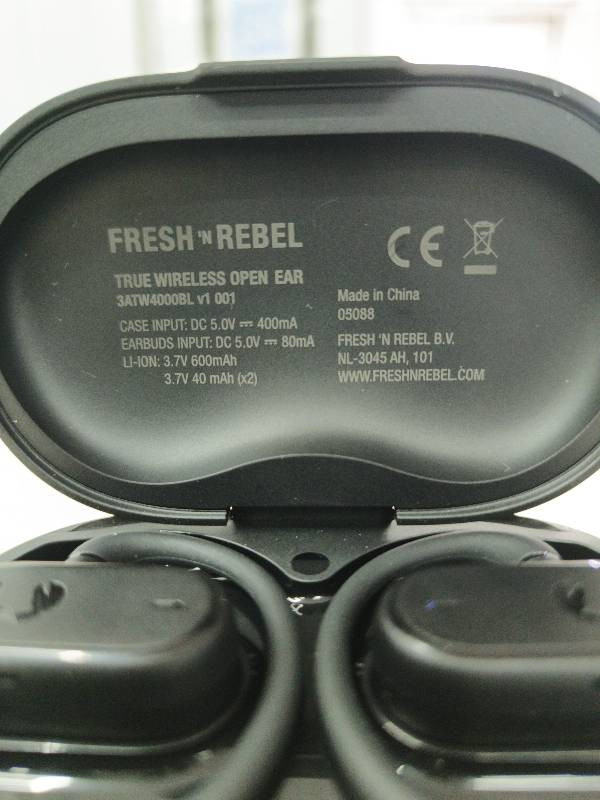 FRESH 'N REBEL
TRUE WIRELESS OPEN EAR
3ATW4000BL v1 001
CASE INPUT: DC 5.0V ⎓ 400mA
EARBUDS INPUT: DC 5.0V ⎓ 80mA
LI-ION: 3.7V 600mAh
3.7V 40 mAh (x2)
CE
Made in China
05088
FRESH 'N REBEL B.V.
NL-3045 AH, 101
WWW.FRESHNREBEL.COM